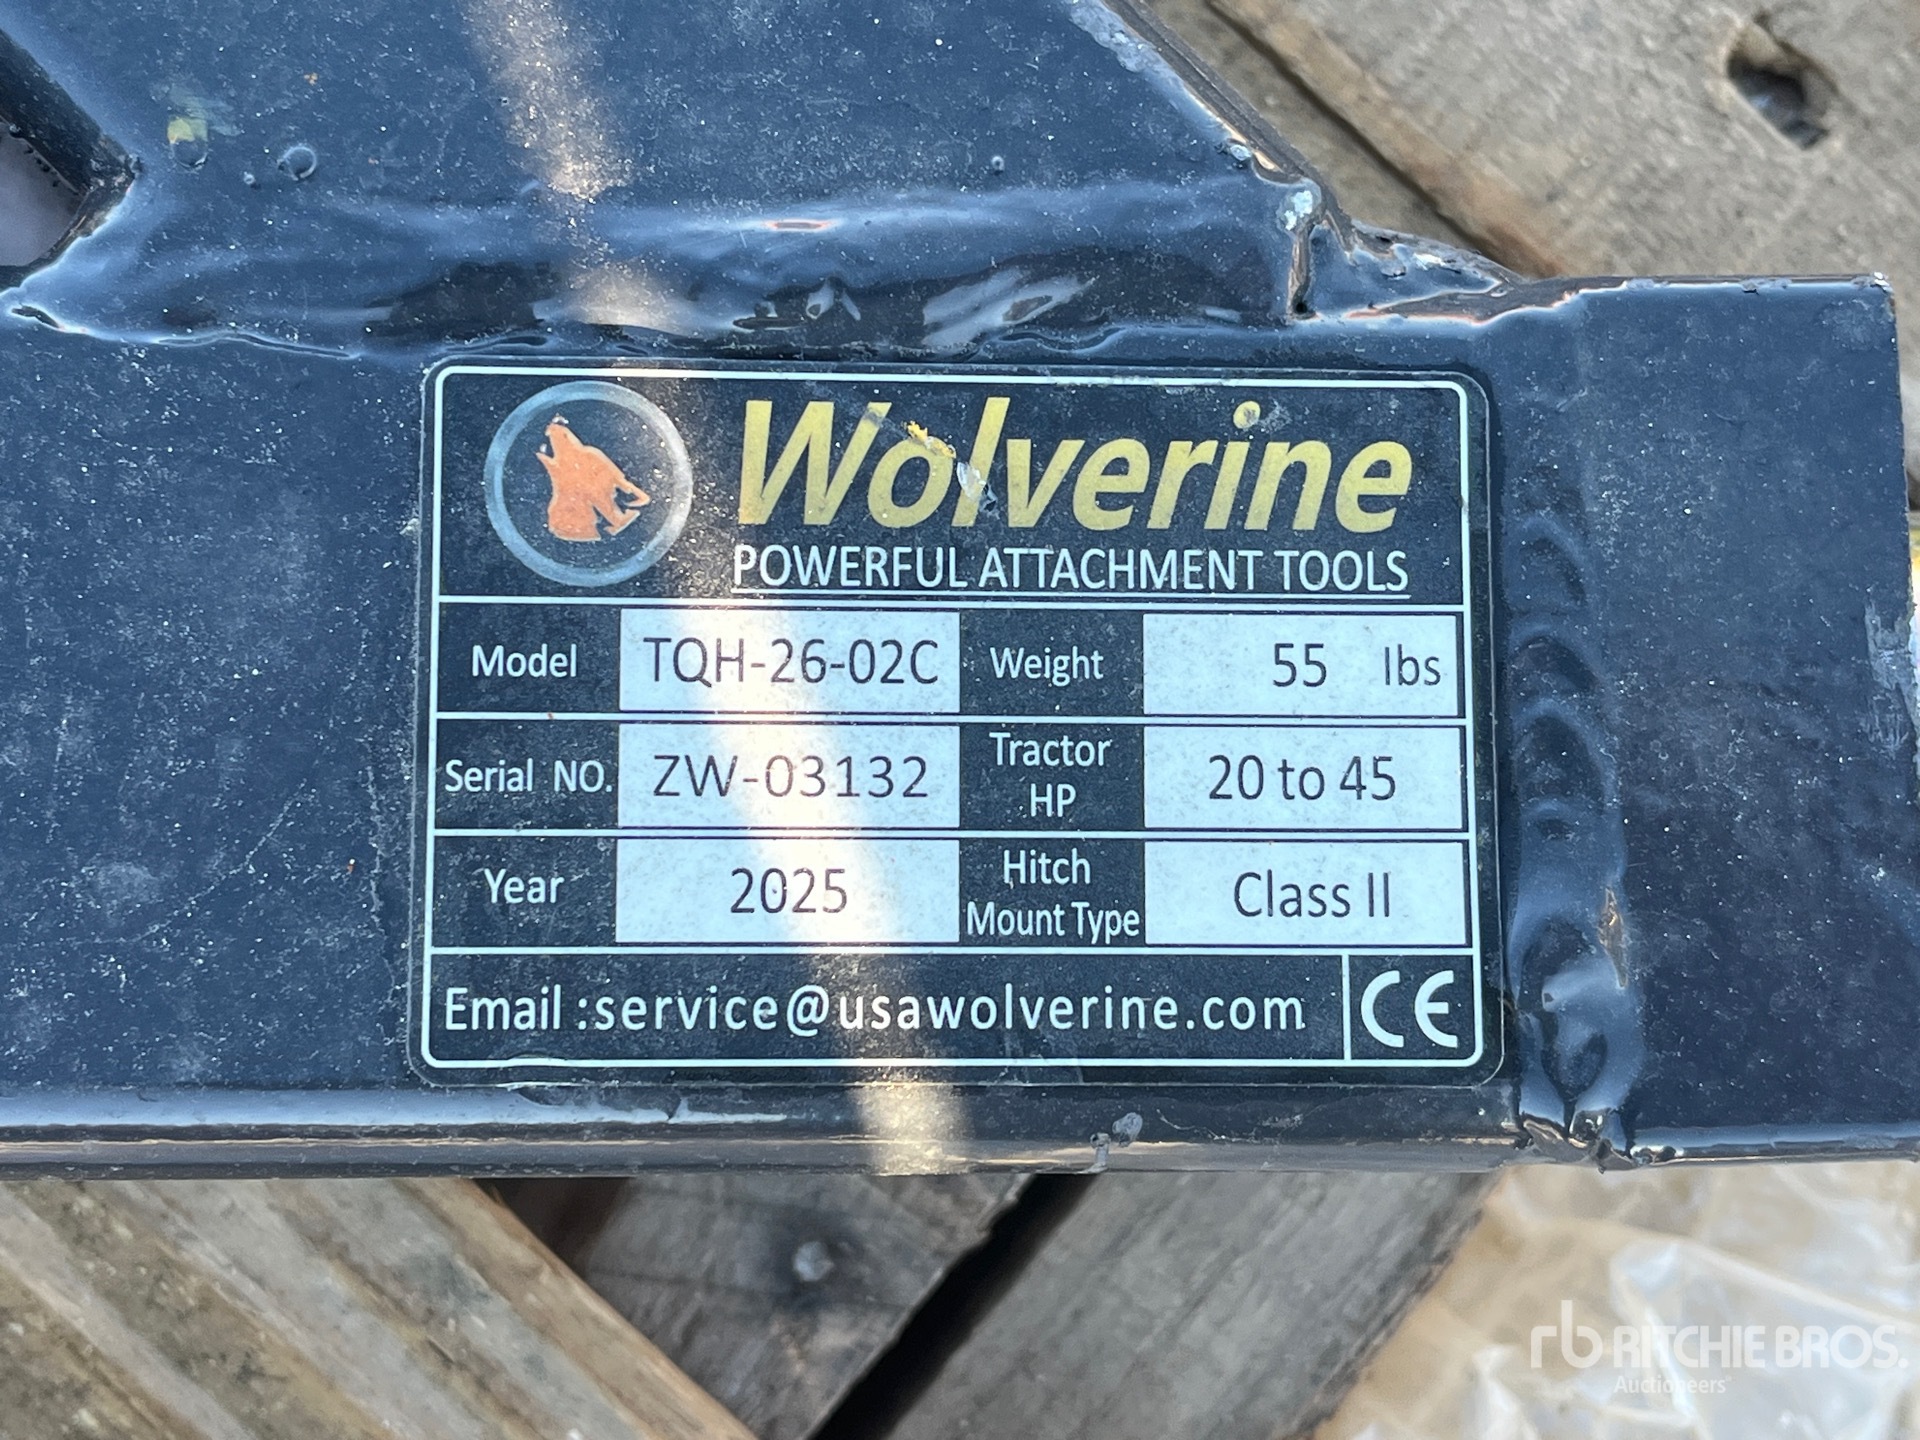 Wolverine
POWERFUL ATTACHMENT TOOLS
Model TQH-26-02C Weight 55 lbs
Serial NO. ZW-03132 Tractor HP 20 to 45
Year 2025 Hitch Mount Type Class II
Email :service@usawolverine.com CE
rb RITCHIE BROS.
Auctioneers